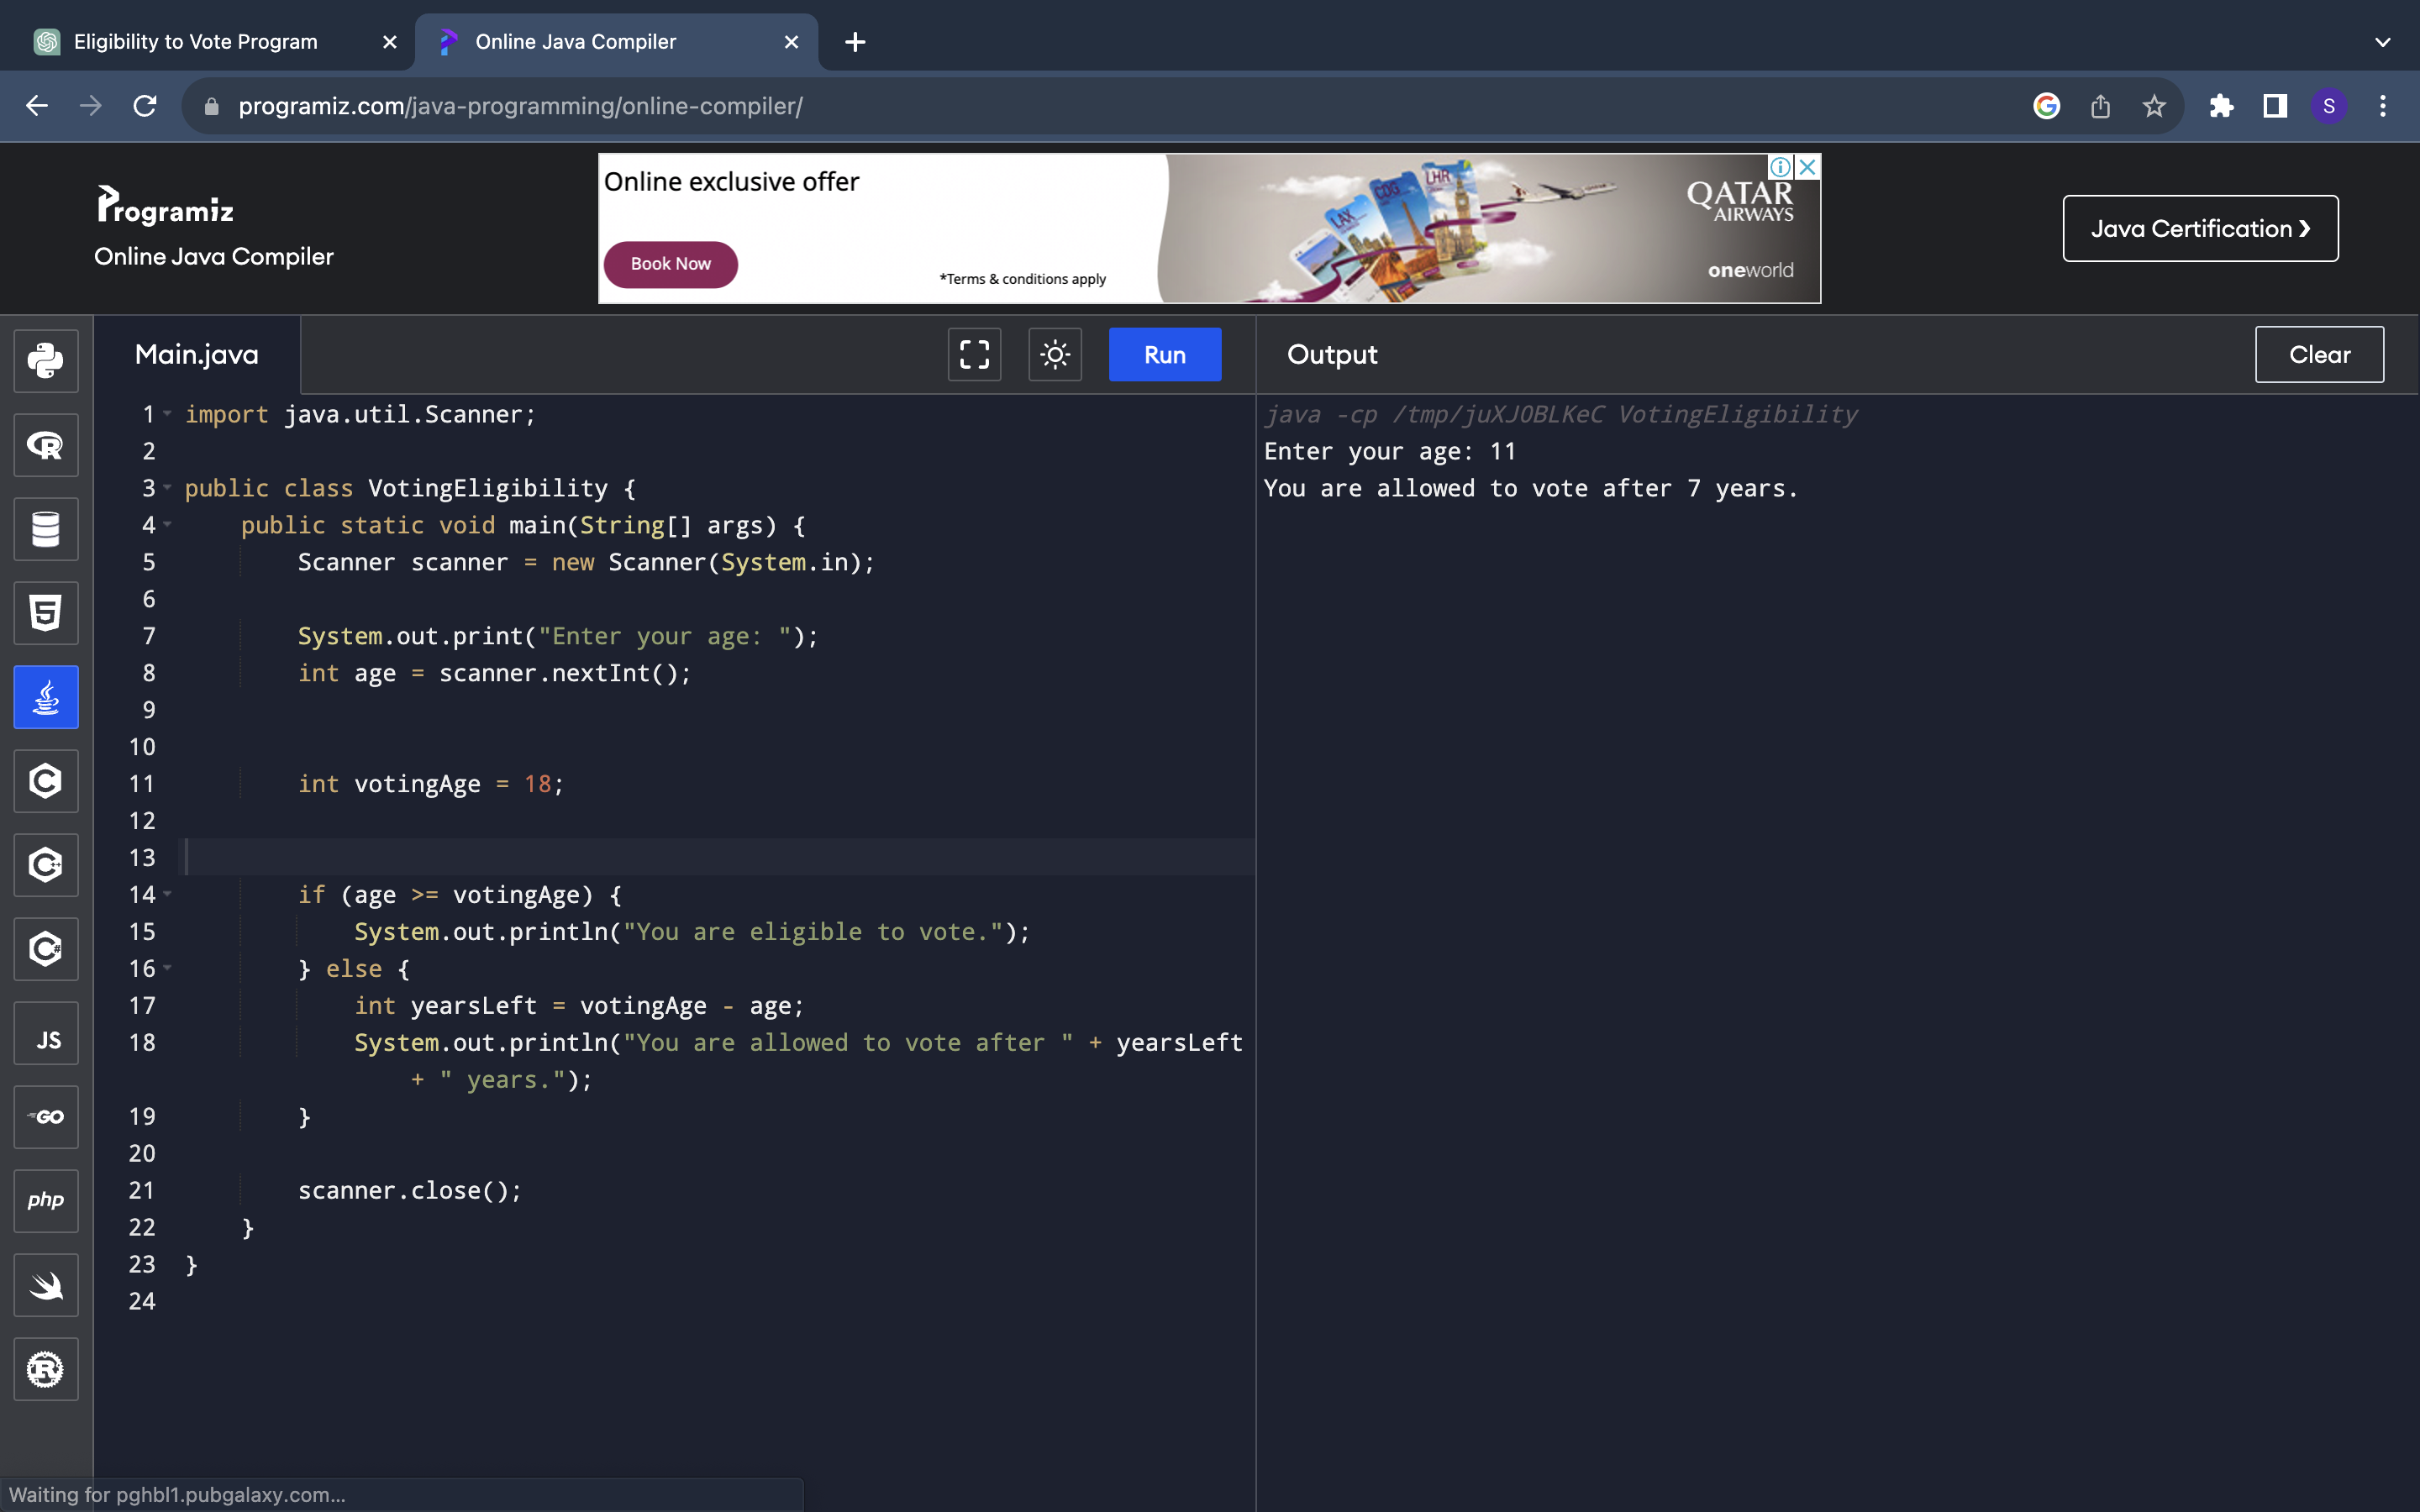 Eligibility to Vote Program
Online Java Compiler
programiz.com/java-programming/online-compiler/
S
Programiz
Online Java Compiler
Online exclusive offer
Book Now
*Terms & conditions apply
LAX
CDG
LHR
QATAR
AIRWAYS
oneworld
Java Certification ❯
Main.java
Run
Output
Clear
1 import java.util.Scanner;
2
3 public class VotingEligibility {
4     public static void main(String[] args) {
5         Scanner scanner = new Scanner(System.in);
6
7         System.out.print("Enter your age: ");
8         int age = scanner.nextInt();
9
10
11         int votingAge = 18;
12
13
14         if (age >= votingAge) {
15             System.out.println("You are eligible to vote.");
16         } else {
17             int yearsLeft = votingAge - age;
18             System.out.println("You are allowed to vote after " + yearsLeft
                + " years.");
19         }
20
21         scanner.close();
22     }
23 }
24
java -cp /tmp/juXJ0BLKeC VotingEligibility
Enter your age: 11
You are allowed to vote after 7 years.
R
5
C
C++
C#
JS
GO
php
R
Waiting for pghbl1.pubgalaxy.com...